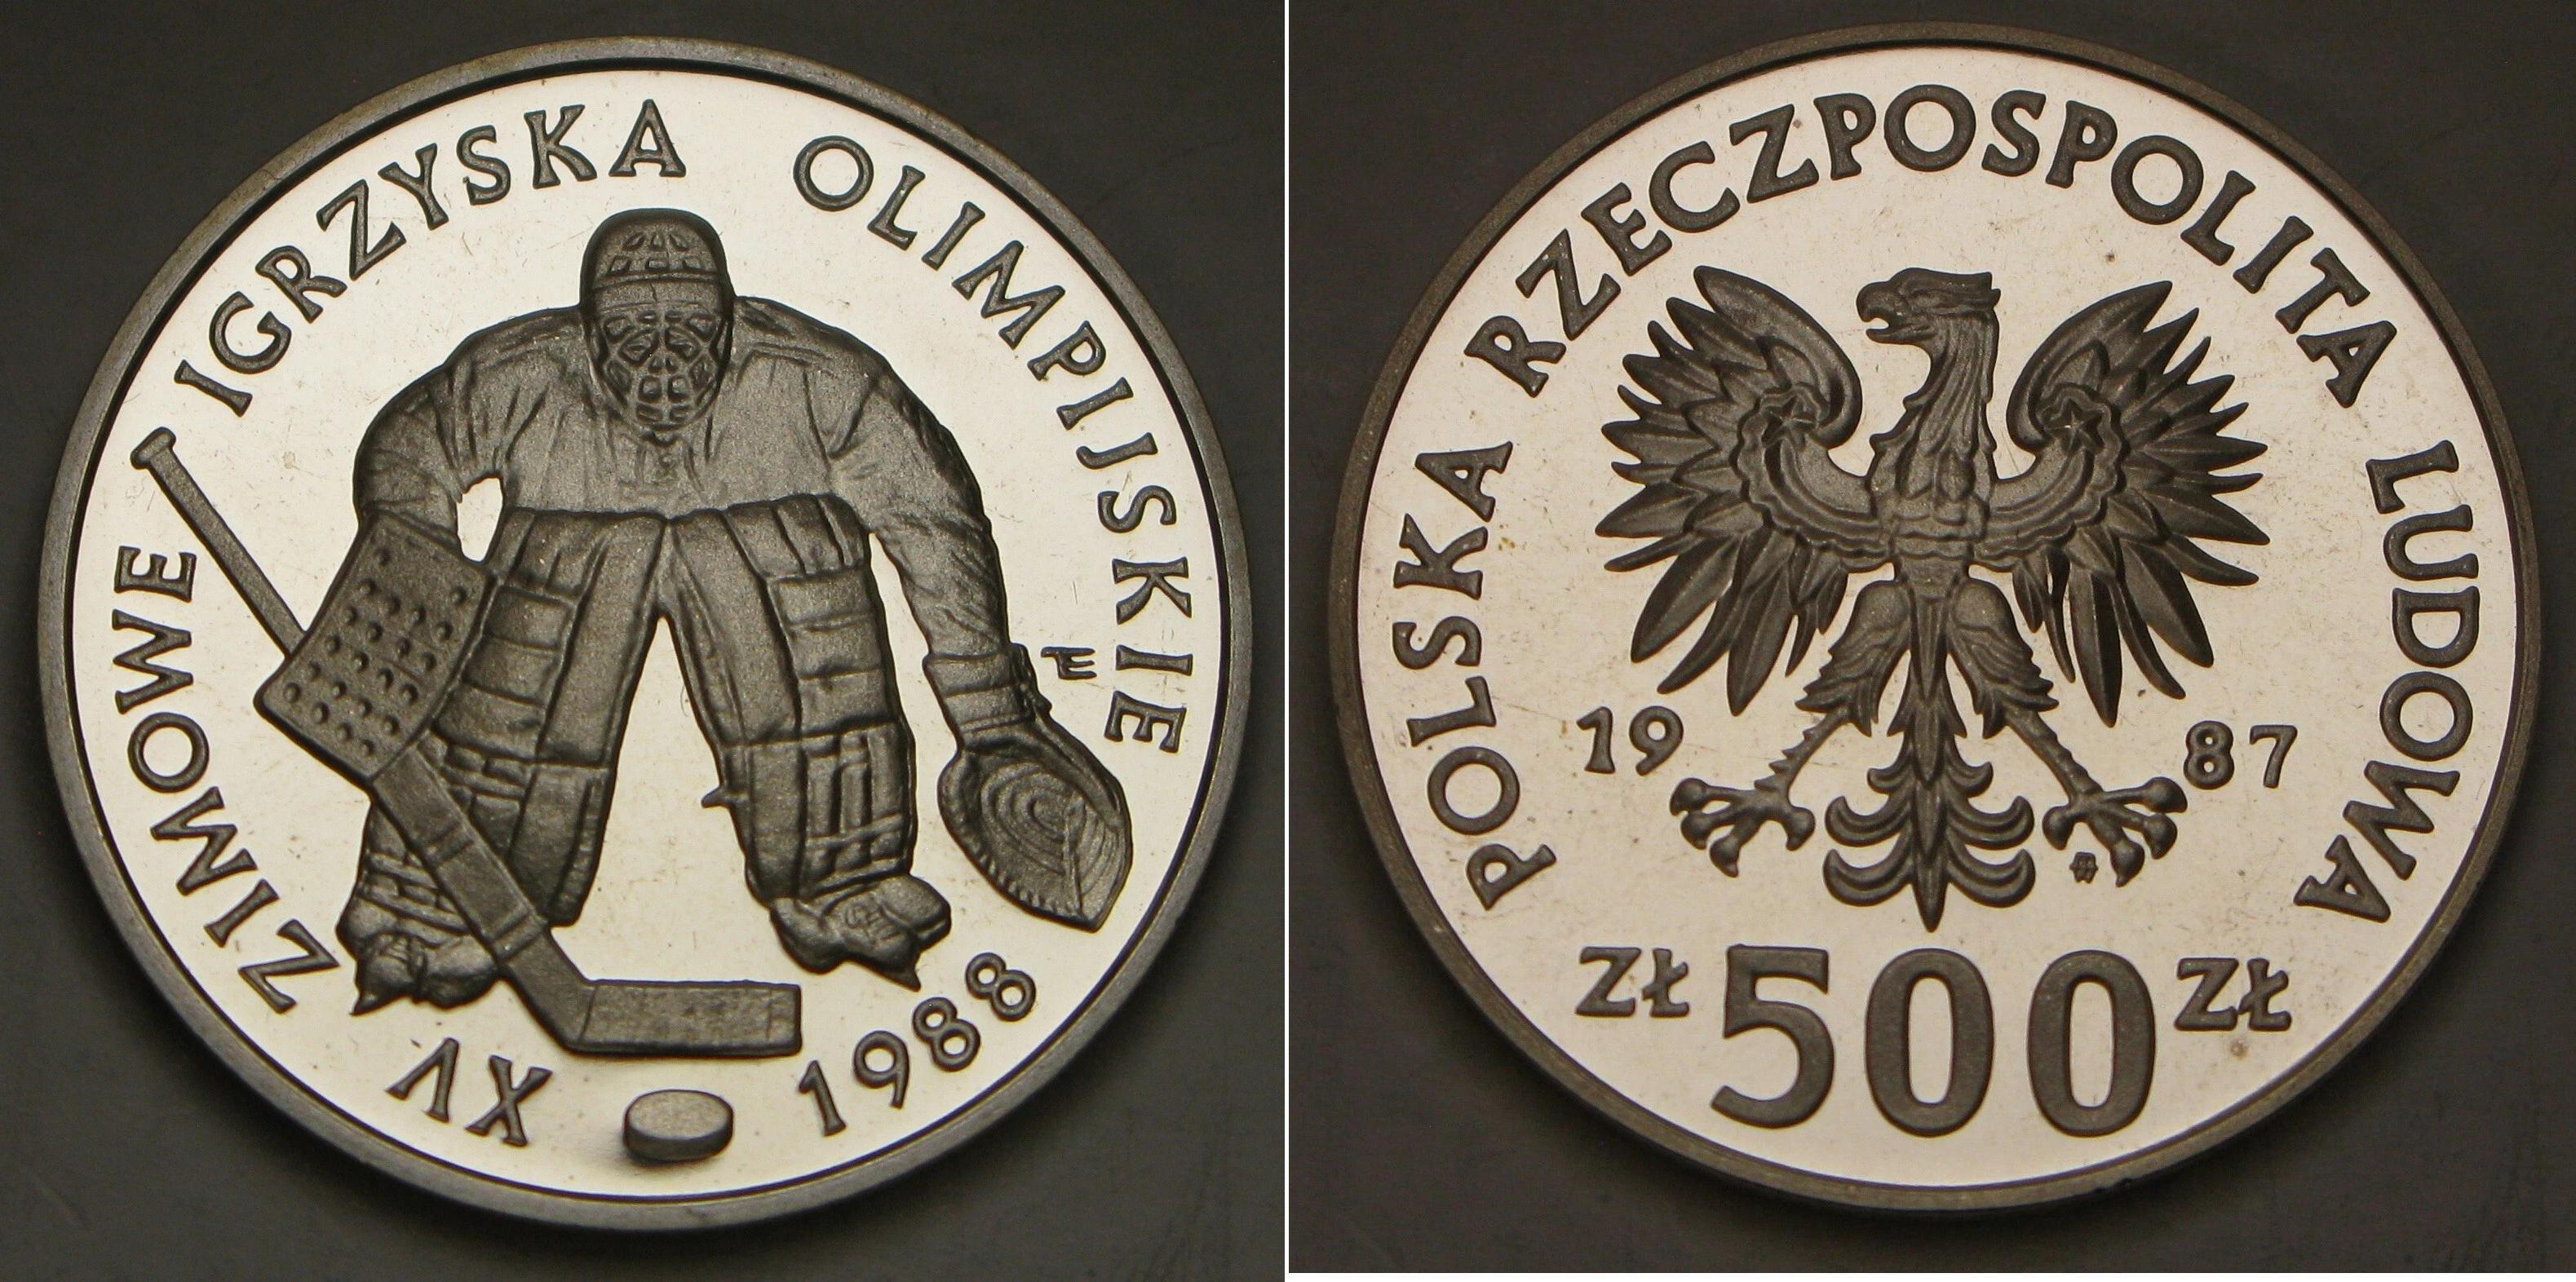 XV ZIMOWE IGRZYSKA OLIMPIJSKIE 1988
POLSKA RZECZPOSPOLITA LUDOWA
19 87
ZŁ 500 ZŁ